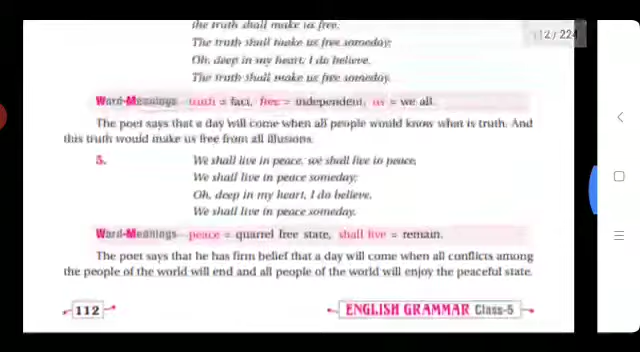 the truth shall make us free.
112 / 224
The truth shall make us free someday;
Oh, deep in my heart, I do believe,
The truth shall make us free someday.
Word-Meanings—truth = fact, free = independent, us = we all.
The poet says that a day will come when all people would know what is truth. And
this truth would make us free from all illusions.
5.
We shall live in peace, we shall live in peace,
We shall live in peace someday;
Oh, deep in my heart, I do believe,
We shall live in peace someday.
Word-Meanings—peace = quarrel free state, shall live = remain.
The poet says that he has firm belief that a day will come when all conflicts among
the people of the world will end and all people of the world will enjoy the peaceful state.
112
ENGLISH GRAMMAR Class-5